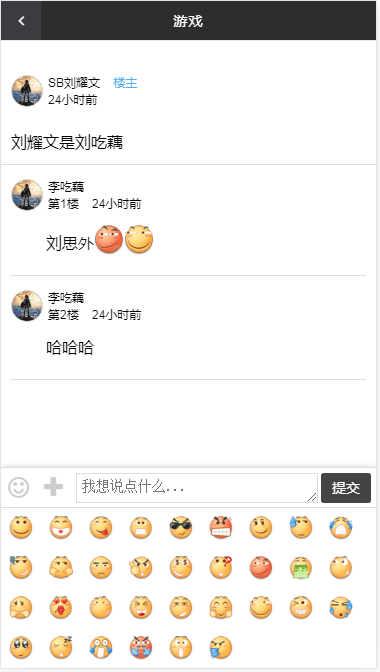 游戏
SB刘耀文 楼主
24小时前
刘耀文是刘吃藕
李吃藕
第1楼 24小时前
刘思外
李吃藕
第2楼 24小时前
哈哈哈
我想说点什么...
提交